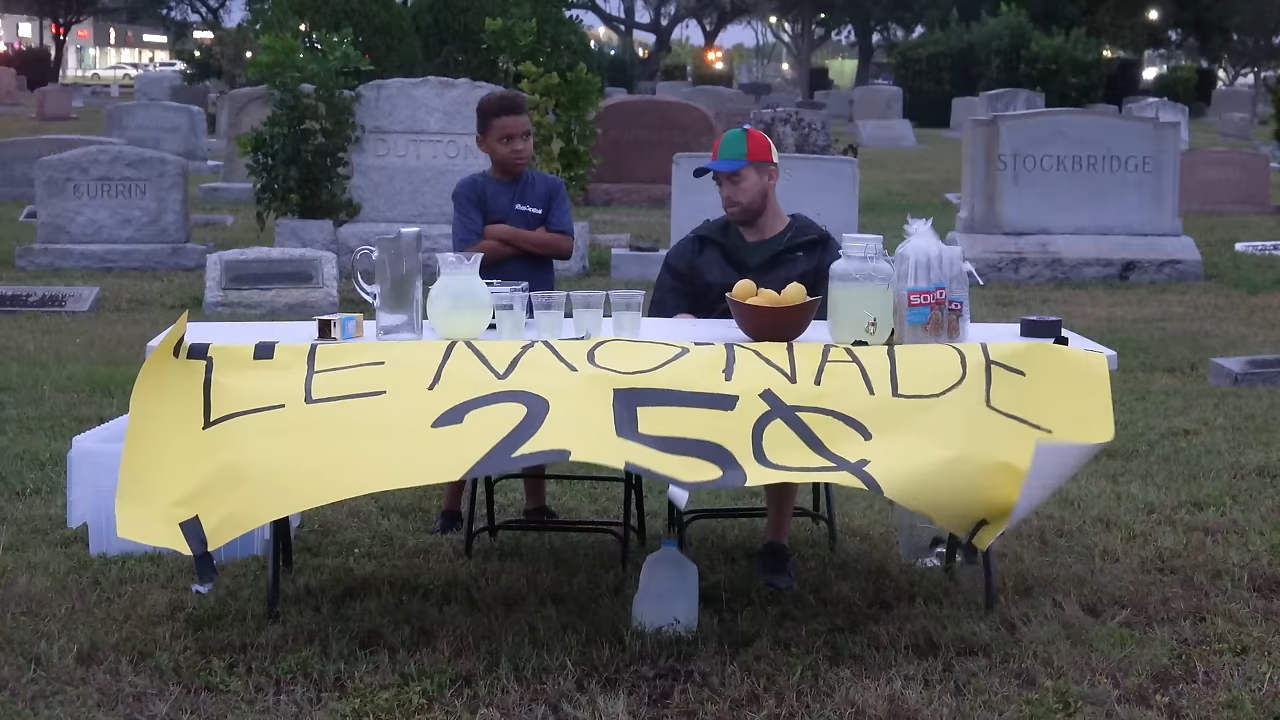 DUTTON
CURRIN
STOCKBRIDGE
SOLO
LEMONADE
25¢